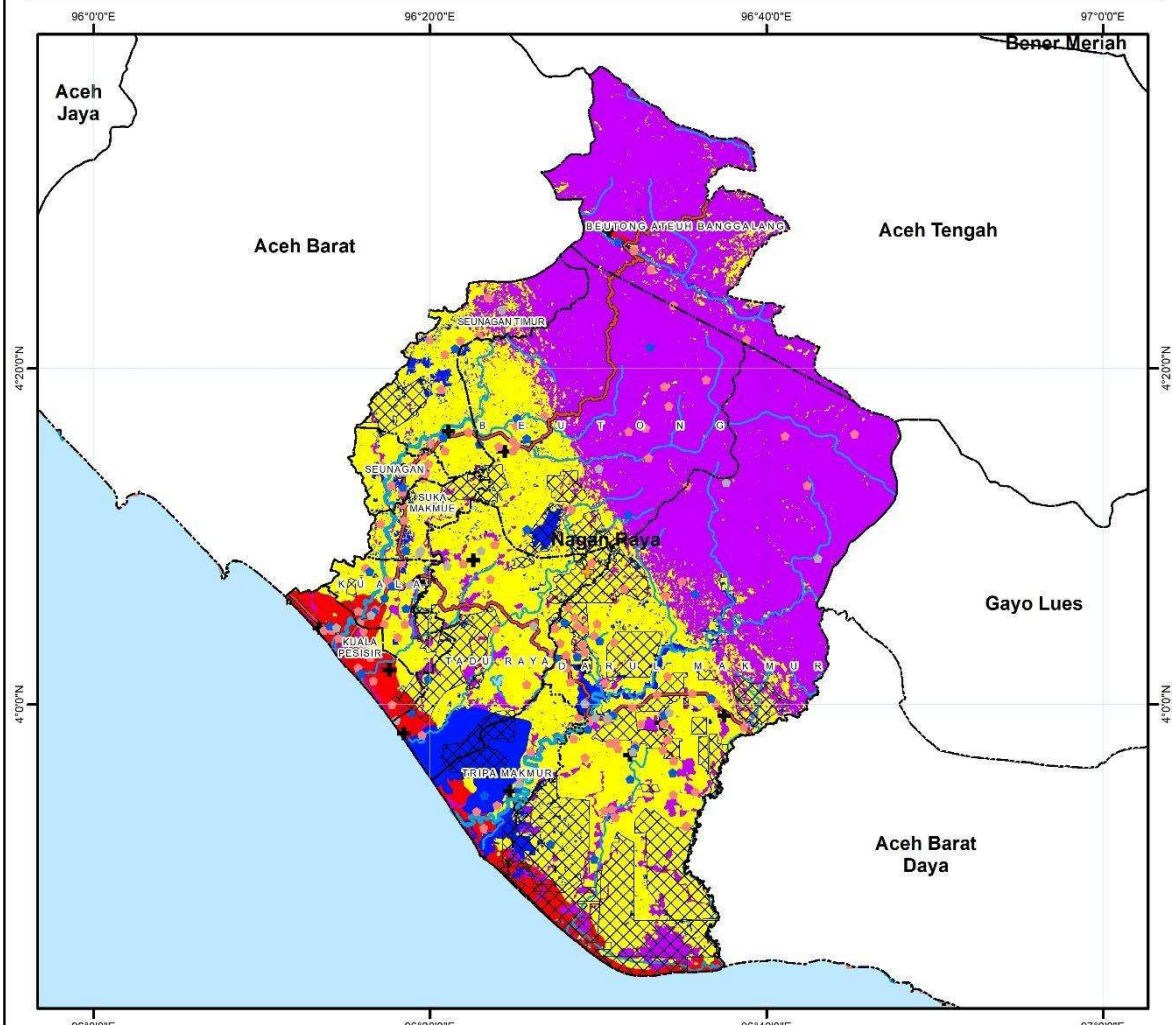 96°0'0"E
96°20'0"E
96°40'0"E
97°0'0"E
Bener Meriah
Aceh
Jaya
Aceh Barat
Aceh Tengah
BEUTONG ATEUH BANGGALANG
SEUNAGAN TIMUR
4°20'0"N
4°20'0"N
B E U T O N G
SEUNAGAN
SUKA
MAKMUE
Nagan Raya
K U A L A
Gayo Lues
KUALA
PESISIR
T A D U R A Y A
D A R U L M A K M U R
4°0'0"N
4°0'0"N
TRIPA MAKMUR
Aceh Barat
Daya